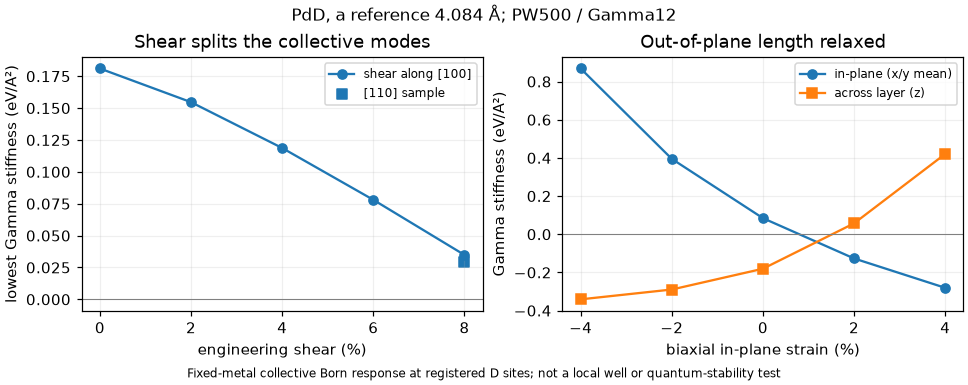 PdD, a reference 4.084 Å; PW500 / Gamma12
Shear splits the collective modes
lowest Gamma stiffness (eV/A²)
0.175
0.150
0.125
0.100
0.075
0.050
0.025
0.000
shear along [100]
[110] sample
0
2
4
6
8
engineering shear (%)
Out-of-plane length relaxed
Gamma stiffness (eV/A²)
0.8
0.6
0.4
0.2
0.0
−0.2
−0.4
in-plane (x/y mean)
across layer (z)
−4
−2
0
2
4
biaxial in-plane strain (%)
Fixed-metal collective Born response at registered D sites; not a local well or quantum-stability test